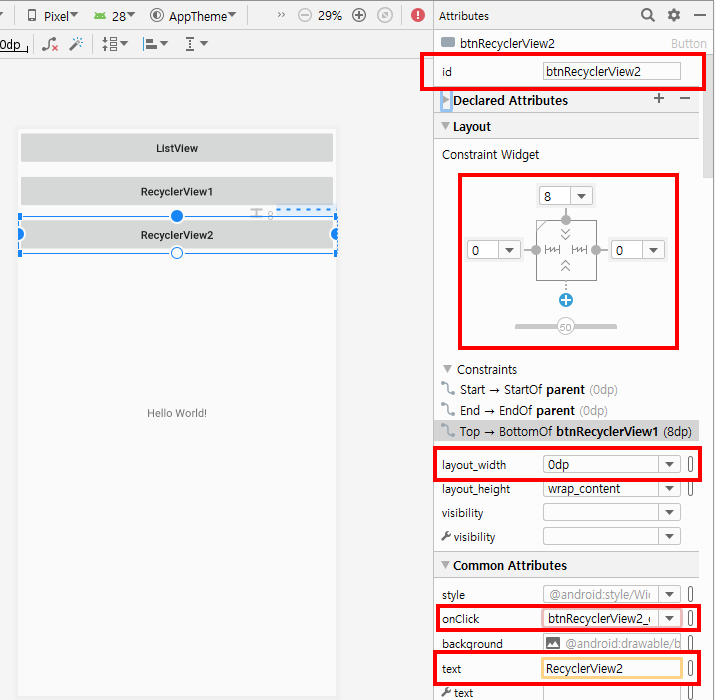 Pixel 28 AppTheme » 29%
0dp
ListView
RecyclerView1
8
RecyclerView2
Hello World!
Attributes
btnRecyclerView2 Button
id btnRecyclerView2
Declared Attributes + −
Layout
Constraint Widget
8
0 0
50
Constraints
Start → StartOf parent (0dp)
End → EndOf parent (0dp)
Top → BottomOf btnRecyclerView1 (8dp)
layout_width 0dp
layout_height wrap_content
visibility
visibility
Common Attributes
style @android:style/Wi
onClick btnRecyclerView2_
background @android:drawable/b
text RecyclerView2
text